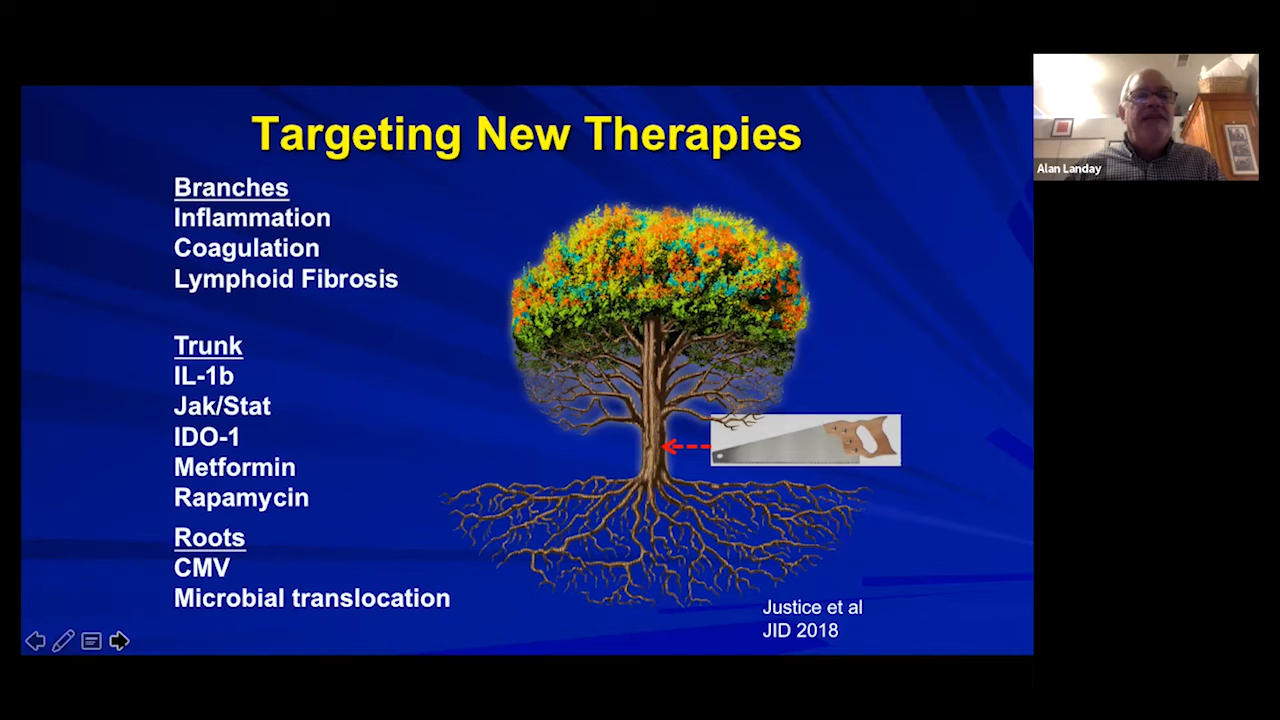 Targeting New Therapies
Branches
Inflammation
Coagulation
Lymphoid Fibrosis
Trunk
IL-1b
Jak/Stat
IDO-1
Metformin
Rapamycin
Roots
CMV
Microbial translocation
Justice et al
JID 2018
Alan Landay